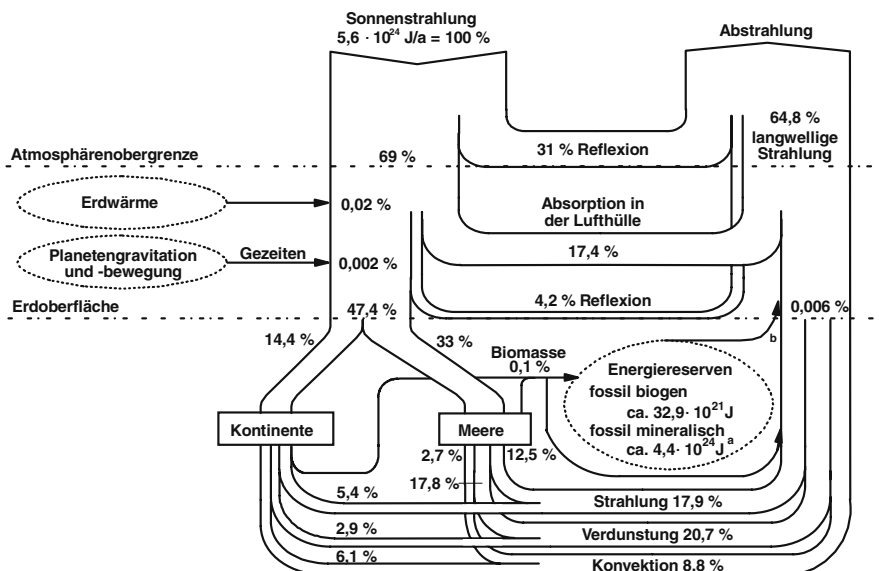 Sonnenstrahlung
5,6 · 10²⁴ J/a = 100 %
Abstrahlung
64,8 %
langwellige
Strahlung
31 % Reflexion
Atmosphärenobergrenze
69 %
Erdwärme
0,02 %
Absorption in
der Lufthülle
17,4 %
Planetengravitation
und -bewegung
Gezeiten
0,002 %
4,2 % Reflexion
Erdoberfläche
47,4 %
0,006 %
14,4 %
33 %
b
Biomasse
0,1 %
Energiereserven
fossil biogen
ca. 32,9· 10²¹J
fossil mineralisch
ca. 4,4· 10²⁴J a
Kontinente
Meere
2,7 %
12,5 %
17,8 %
5,4 %
Strahlung 17,9 %
2,9 %
Verdunstung 20,7 %
6,1 %
Konvektion 8,8 %